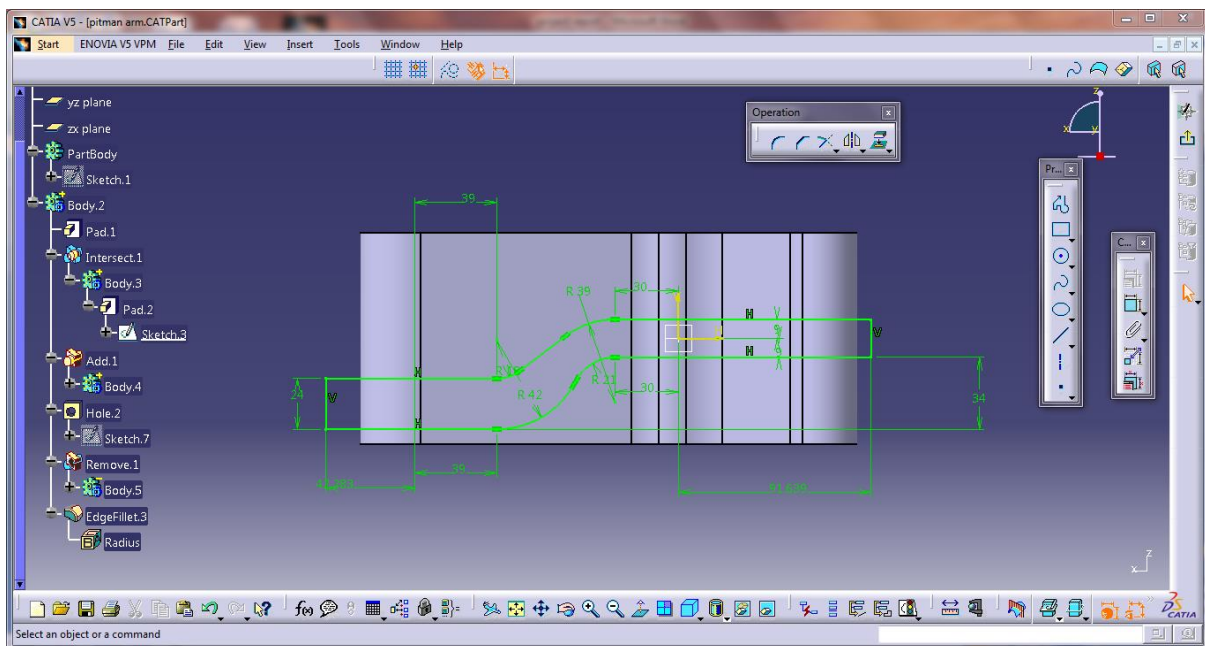 CATIA V5 - [pitman arm.CATPart]
Start ENOVIA V5 VPM File Edit View Insert Tools Window Help
yz plane
zx plane
PartBody
Sketch.1
Body.2
Pad.1
Intersect.1
Body.3
Pad.2
Sketch.3
Add.1
Body.4
Hole.2
Sketch.7
Remove.1
Body.5
EdgeFillet.3
Radius
Operation
Pr...
C...
z
x y
39
R 39
30
H
V
H
V
H
R 21
30
R 42
24
V
H
34
39
z
x
f(x)
CATIA
Select an object or a command